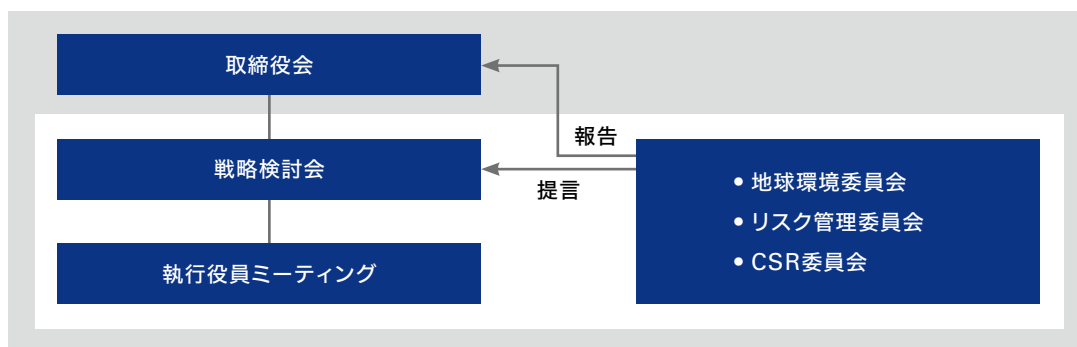 取締役会
報告
戦略検討会
提言
執行役員ミーティング
• 地球環境委員会
• リスク管理委員会
• CSR委員会